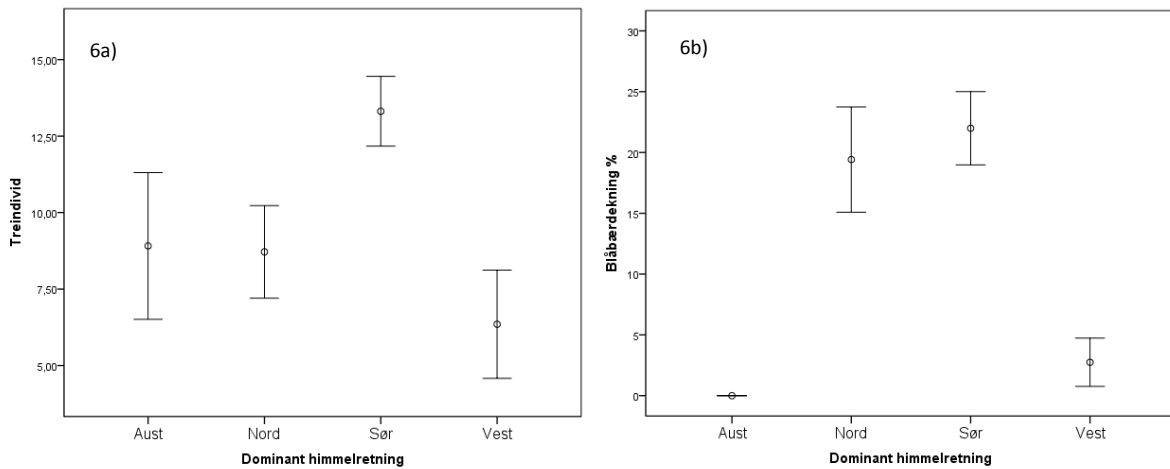 6a)
15,00
12,50
10,00
7,50
5,00
Treindivid
Aust Nord Sør Vest
Dominant himmelretning
6b)
30
25
20
15
10
5
0
Blåbærdekning %
Aust Nord Sør Vest
Dominant himmelretning